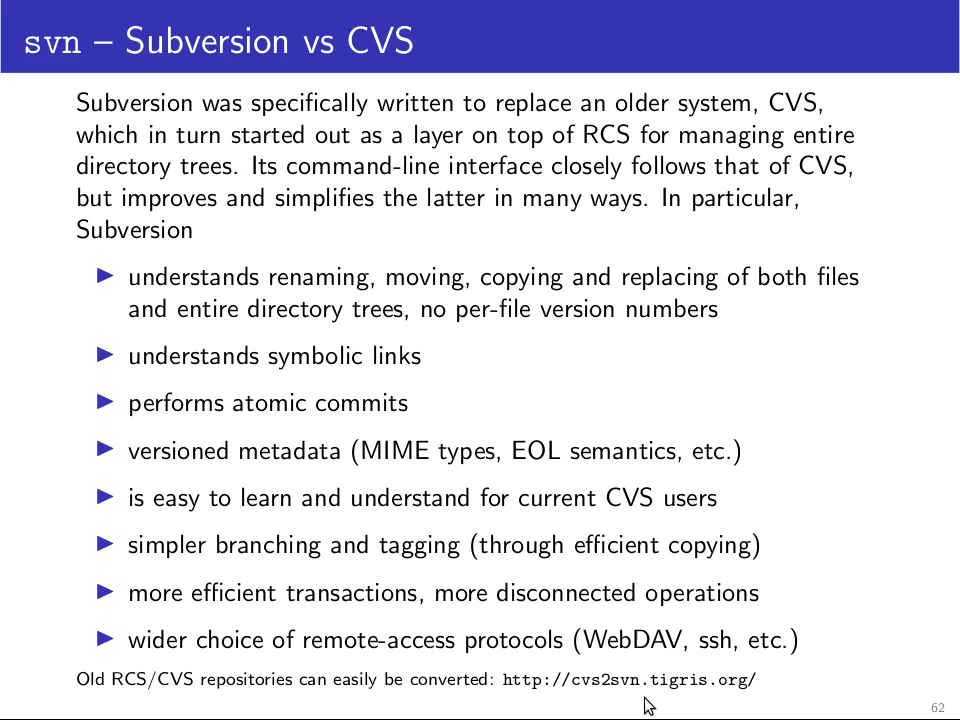 svn – Subversion vs CVS
Subversion was specifically written to replace an older system, CVS,
which in turn started out as a layer on top of RCS for managing entire
directory trees. Its command-line interface closely follows that of CVS,
but improves and simplifies the latter in many ways. In particular,
Subversion
understands renaming, moving, copying and replacing of both files
and entire directory trees, no per-file version numbers
understands symbolic links
performs atomic commits
versioned metadata (MIME types, EOL semantics, etc.)
is easy to learn and understand for current CVS users
simpler branching and tagging (through efficient copying)
more efficient transactions, more disconnected operations
wider choice of remote-access protocols (WebDAV, ssh, etc.)
Old RCS/CVS repositories can easily be converted: http://cvs2svn.tigris.org/
62